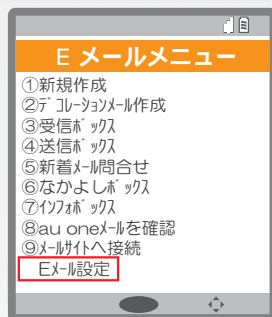 E メールメニュー
①新規作成
②ﾃﾞｺﾚｰｼｮﾝﾒｰﾙ作成
③受信ﾎﾞｯｸｽ
④送信ﾎﾞｯｸｽ
⑤新着ﾒｰﾙ問合せ
⑥なかよしﾎﾞｯｸｽ
⑦ｲﾝﾌｫﾎﾞｯｸｽ
⑧au oneﾒｰﾙを確認
⑨ﾒｰﾙｻｲﾄへ接続
Eﾒｰﾙ設定